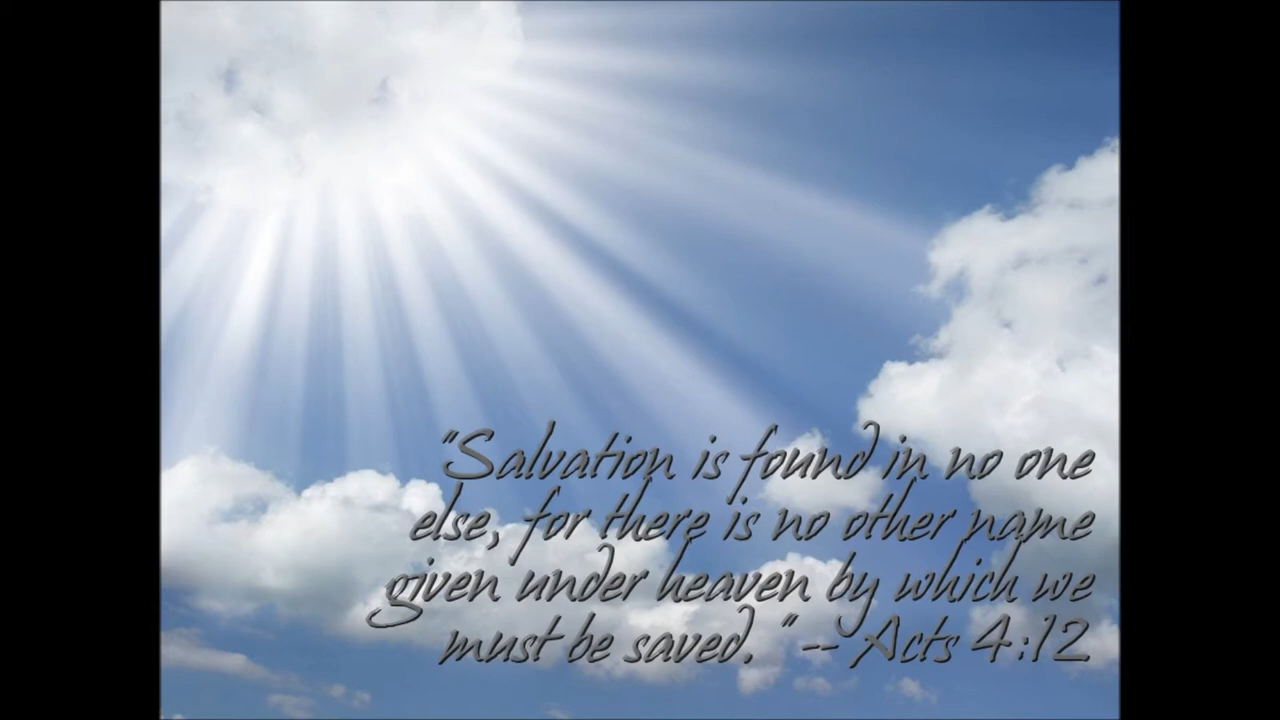 "Salvation is found in no one
else, for there is no other name
given under heaven by which we
must be saved." -- Acts 4:12